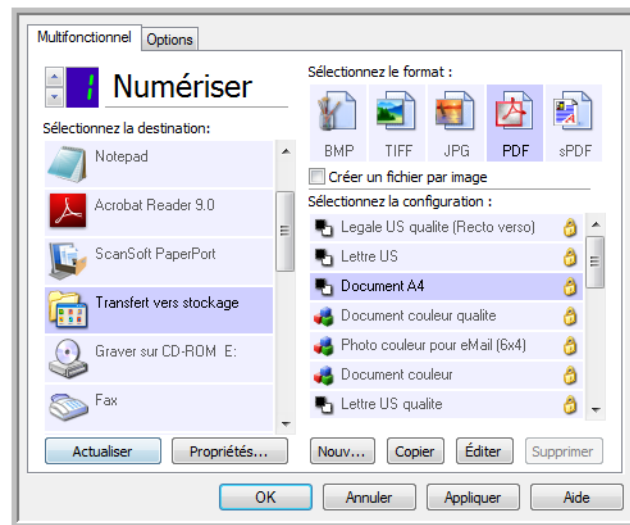 Multifonctionnel
Options
1
Numériser
Sélectionnez la destination:
Notepad
Acrobat Reader 9.0
ScanSoft PaperPort
Transfert vers stockage
Graver sur CD-ROM E:
Fax
Actualiser
Propriétés...
Sélectionnez le format :
BMP TIFF JPG PDF sPDF
Créer un fichier par image
Sélectionnez la configuration :
Legale US qualite (Recto verso)
Lettre US
Document A4
Document couleur qualite
Photo couleur pour eMail (6x4)
Document couleur
Lettre US qualite
Nouv...
Copier
Éditer
Supprimer
OK
Annuler
Appliquer
Aide